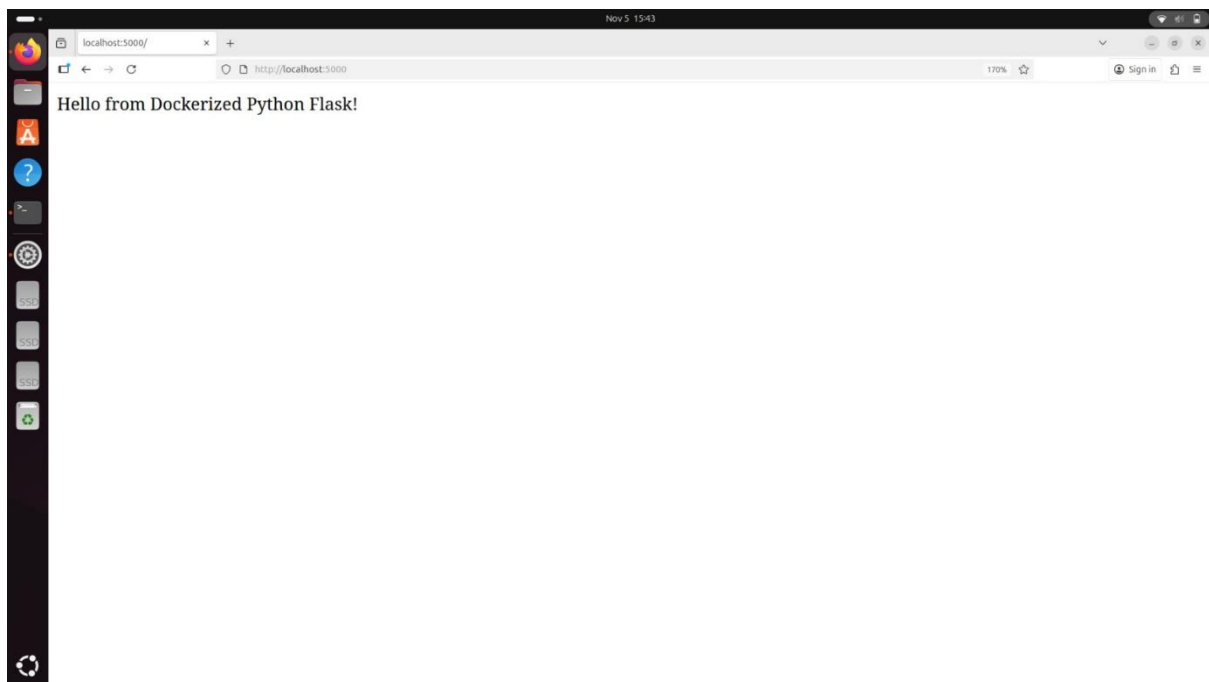 Nov 5 15:43
localhost:5000/
http://localhost:5000
170%
Sign in
Hello from Dockerized Python Flask!
A
?
>_
SSD
SSD
SSD